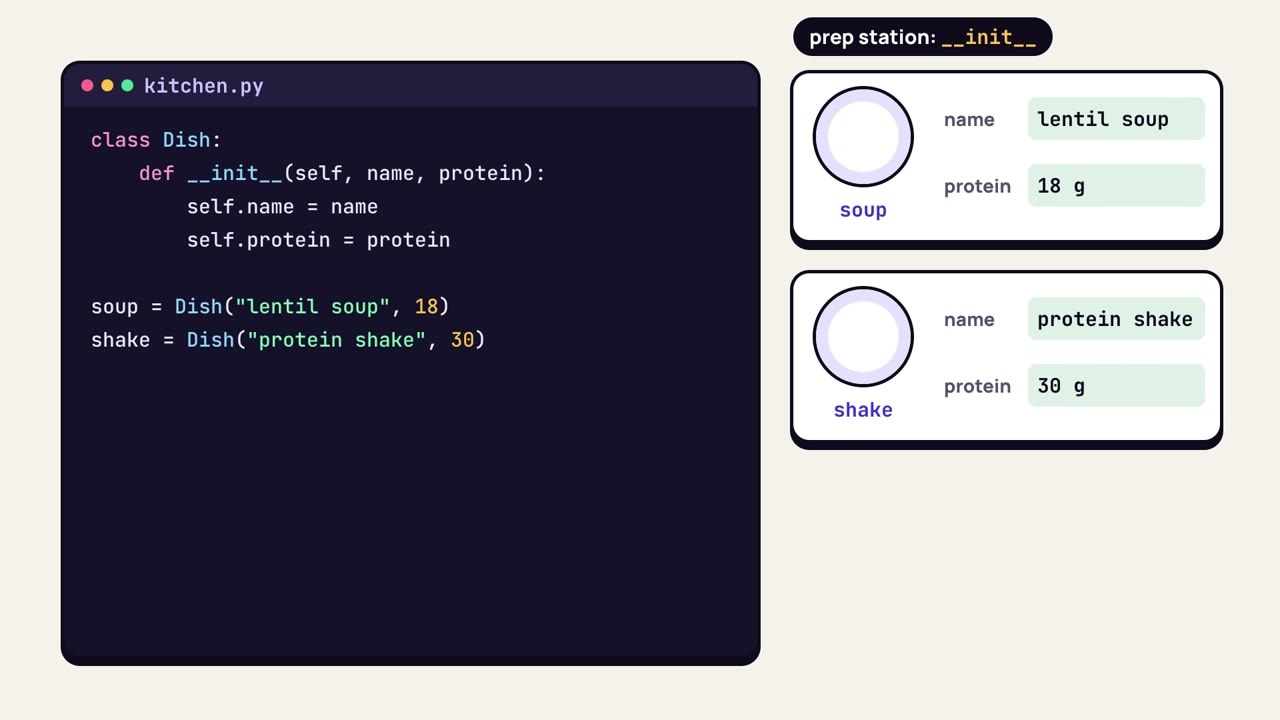 prep station: __init__
kitchen.py
class Dish:
    def __init__(self, name, protein):
        self.name = name
        self.protein = protein
soup = Dish("lentil soup", 18)
shake = Dish("protein shake", 30)
name lentil soup
protein 18 g
soup
name protein shake
protein 30 g
shake